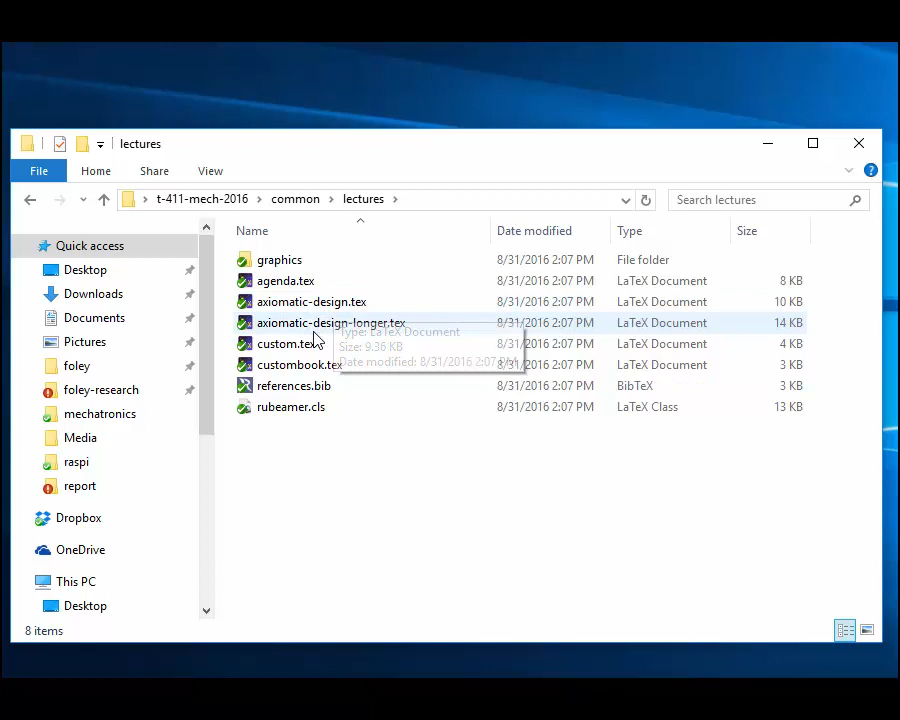 lectures
File Home Share View
t-411-mech-2016 common lectures
Search lectures
Name Date modified Type Size
Quick access
Desktop
Downloads
Documents
Pictures
foley
foley-research
mechatronics
Media
raspi
report
Dropbox
OneDrive
This PC
Desktop
graphics 8/31/2016 2:07 PM File folder
agenda.tex 8/31/2016 2:07 PM LaTeX Document 8 KB
axiomatic-design.tex 8/31/2016 2:07 PM LaTeX Document 10 KB
axiomatic-design-longer.tex 8/31/2016 2:07 PM LaTeX Document 14 KB
custom.tex 8/31/2016 2:07 PM LaTeX Document 4 KB
custombook.tex 8/31/2016 2:07 PM LaTeX Document 3 KB
references.bib 8/31/2016 2:07 PM BibTeX 3 KB
rubeamer.cls 8/31/2016 2:07 PM LaTeX Class 13 KB
Type: LaTeX Document
Size: 9.36 KB
Date modified: 8/31/2016 2:07 PM
8 items